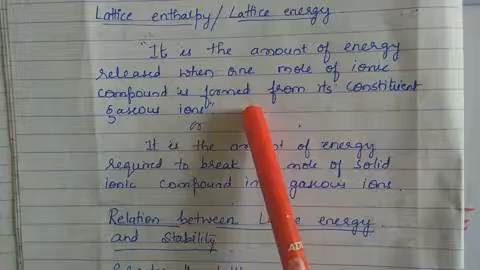 Lattice enthalpy/Lattice energy
"It is the amount of energy
released when one mole of ionic
compound is formed from its constituent
gaseous ions"
or
It is the of energy
required to break mole of solid
ionic compound gaseous ions.
Relation between energy
and Stability